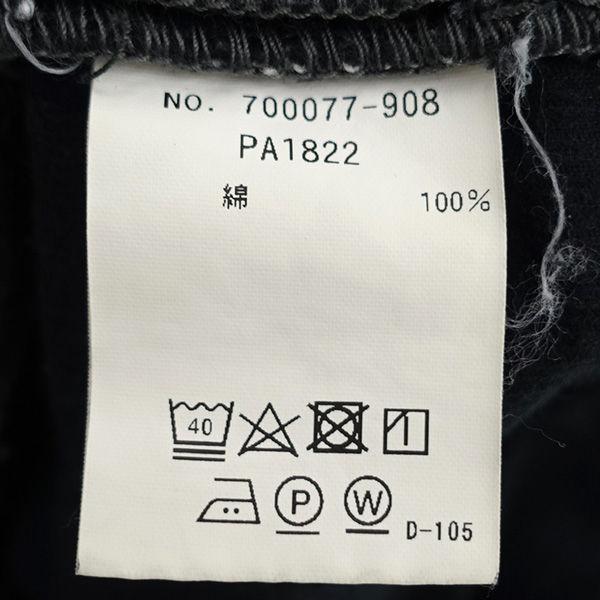 NO. 700077-908
PA1822
綿 100%
40
P W D-105